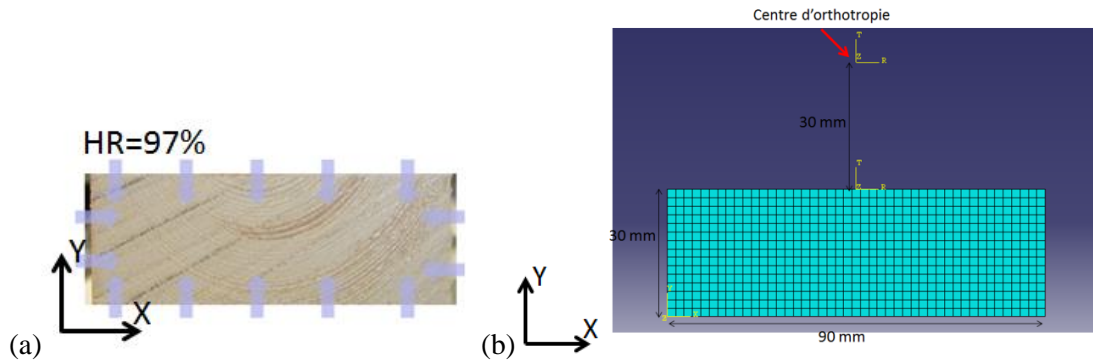 Centre d'orthotropie
T
R
Z
30 mm
HR=97%
T
R
Z
30 mm
Y
X
Y
X
90 mm
(a)
(b)